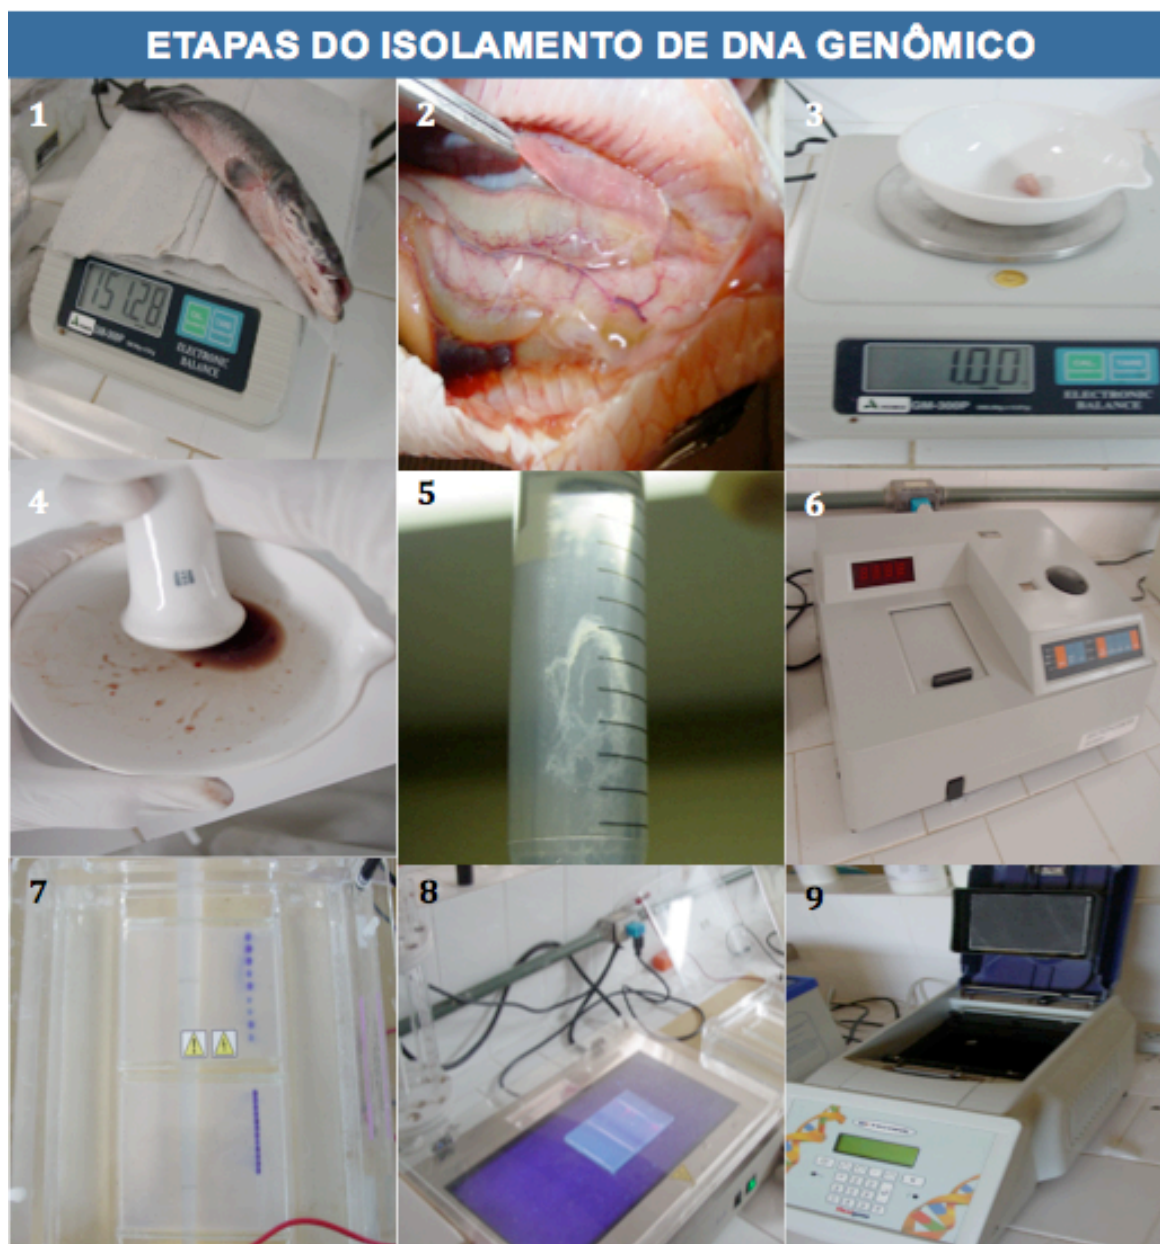 ETAPAS DO ISOLAMENTO DE DNA GENÔMICO
1
2
3
151.28
ELECTRONIC
BALANCE
1.00
GM-300P
ELECTRONIC
BALANCE
4
5
6
7
8
9